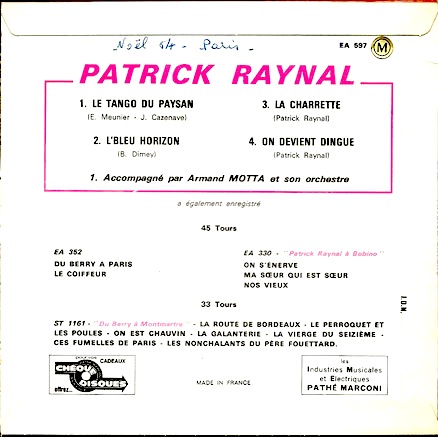 Noël 64 - Paris -
EA 597 M
PATRICK RAYNAL
1. LE TANGO DU PAYSAN
(E. Meunier - J. Cazenave)
2. L'BLEU HORIZON
(B. Dimey)
3. LA CHARRETTE
(Patrick Raynal)
4. ON DEVIENT DINGUE
(Patrick Raynal)
1. Accompagné par Armand MOTTA et son orchestre
a également enregistré
45 Tours
EA 352
DU BERRY A PARIS
LE COIFFEUR
EA 330 - "Patrick Raynal à Bobino"
ON S'ÉNERVE
MA SŒUR QUI EST SŒUR
NOS VIEUX
33 Tours
ST 1161 - "Du Berry à Montmartre" - LA ROUTE DE BORDEAUX - LE PERROQUET ET
LES POULES - ON EST CHAUVIN - LA GALANTERIE - LA VIERGE DU SEIZIÈME -
CES FUMELLES DE PARIS - LES NONCHALANTS DU PÈRE FOUETTARD.
I.D.N.
CADEAUX
CHEQU
DISQUES
offrez...
MADE IN FRANCE
les
Industries Musicales
et Electriques
PATHÉ MARCONI